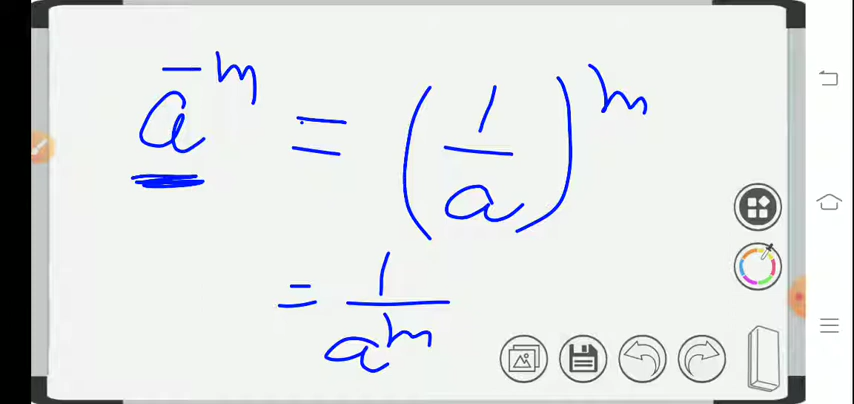 a⁻ᵐ = (1/a)ᵐ
= 1/aᵐ